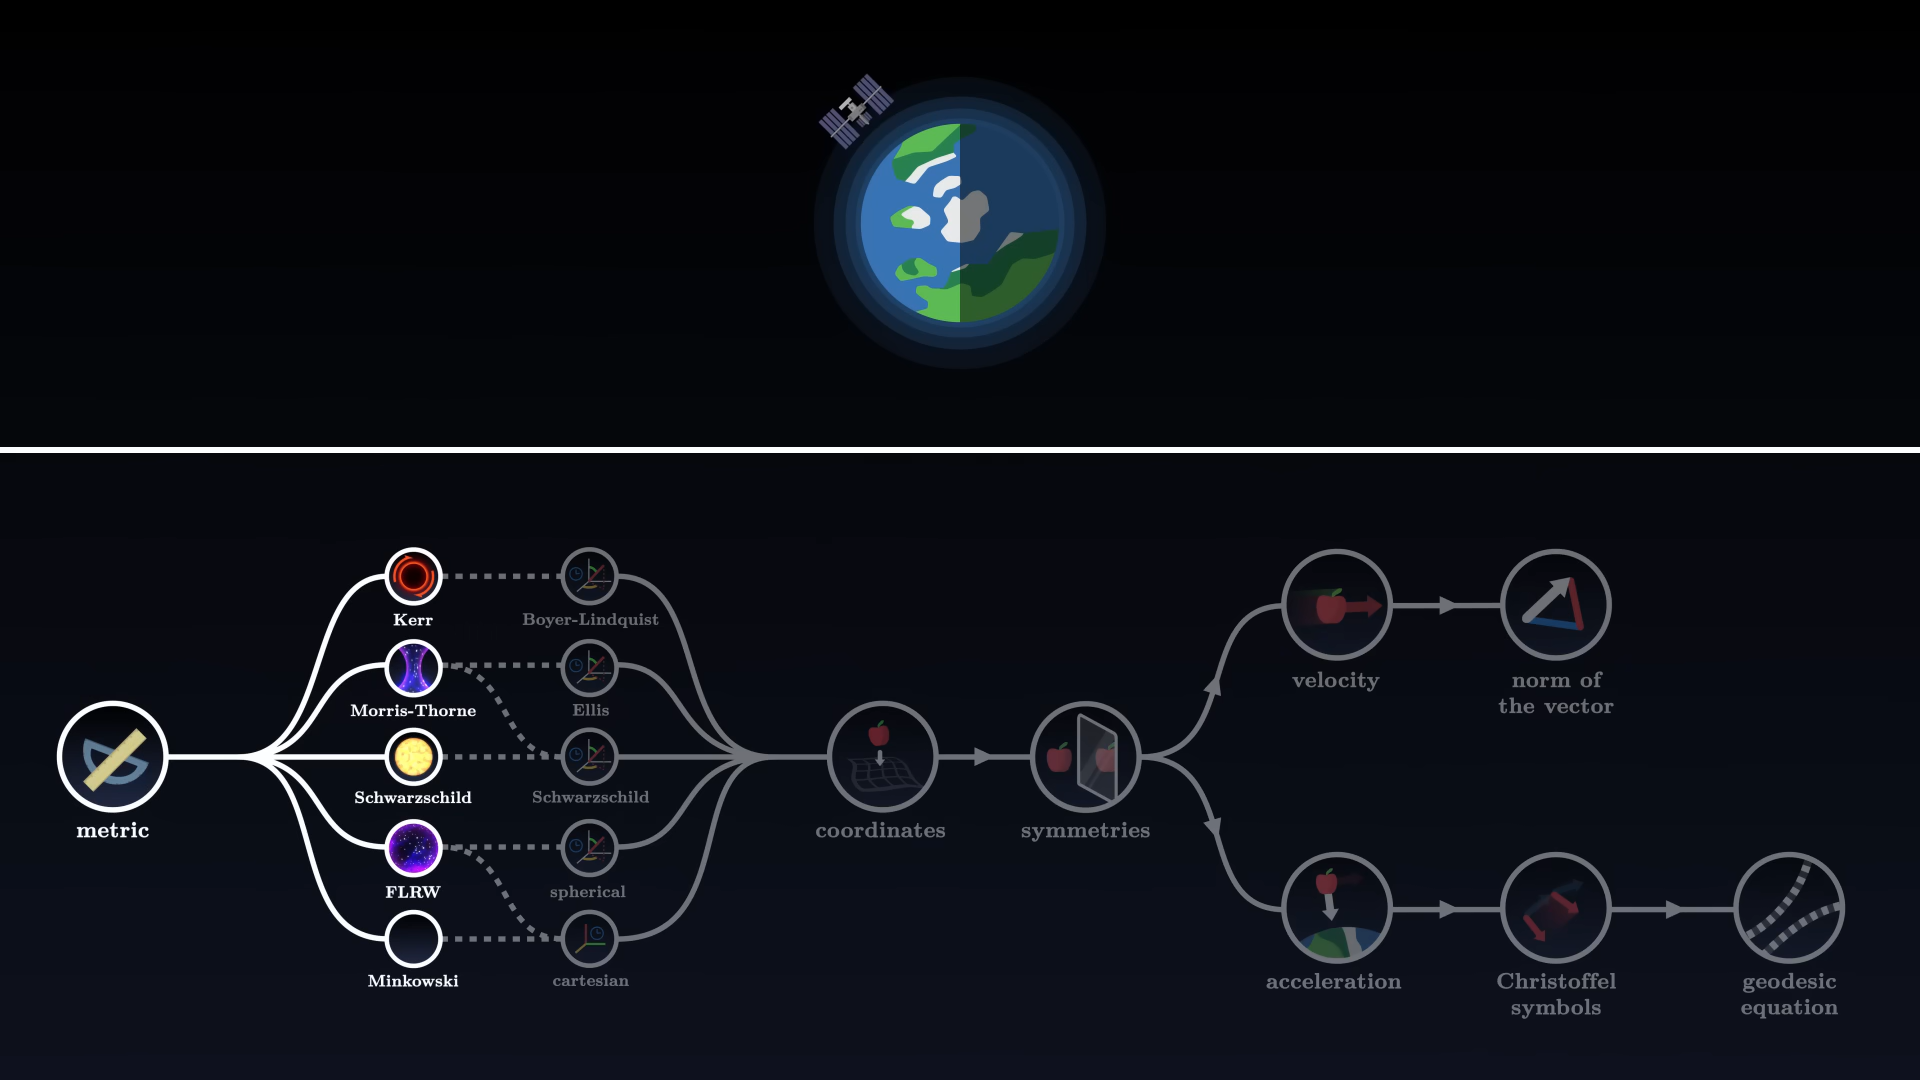 Kerr
Boyer-Lindquist
Morris-Thorne
Ellis
Schwarzschild
Schwarzschild
FLRW
spherical
Minkowski
cartesian
metric
coordinates
symmetries
velocity
norm of
the vector
acceleration
Christoffel
symbols
geodesic
equation